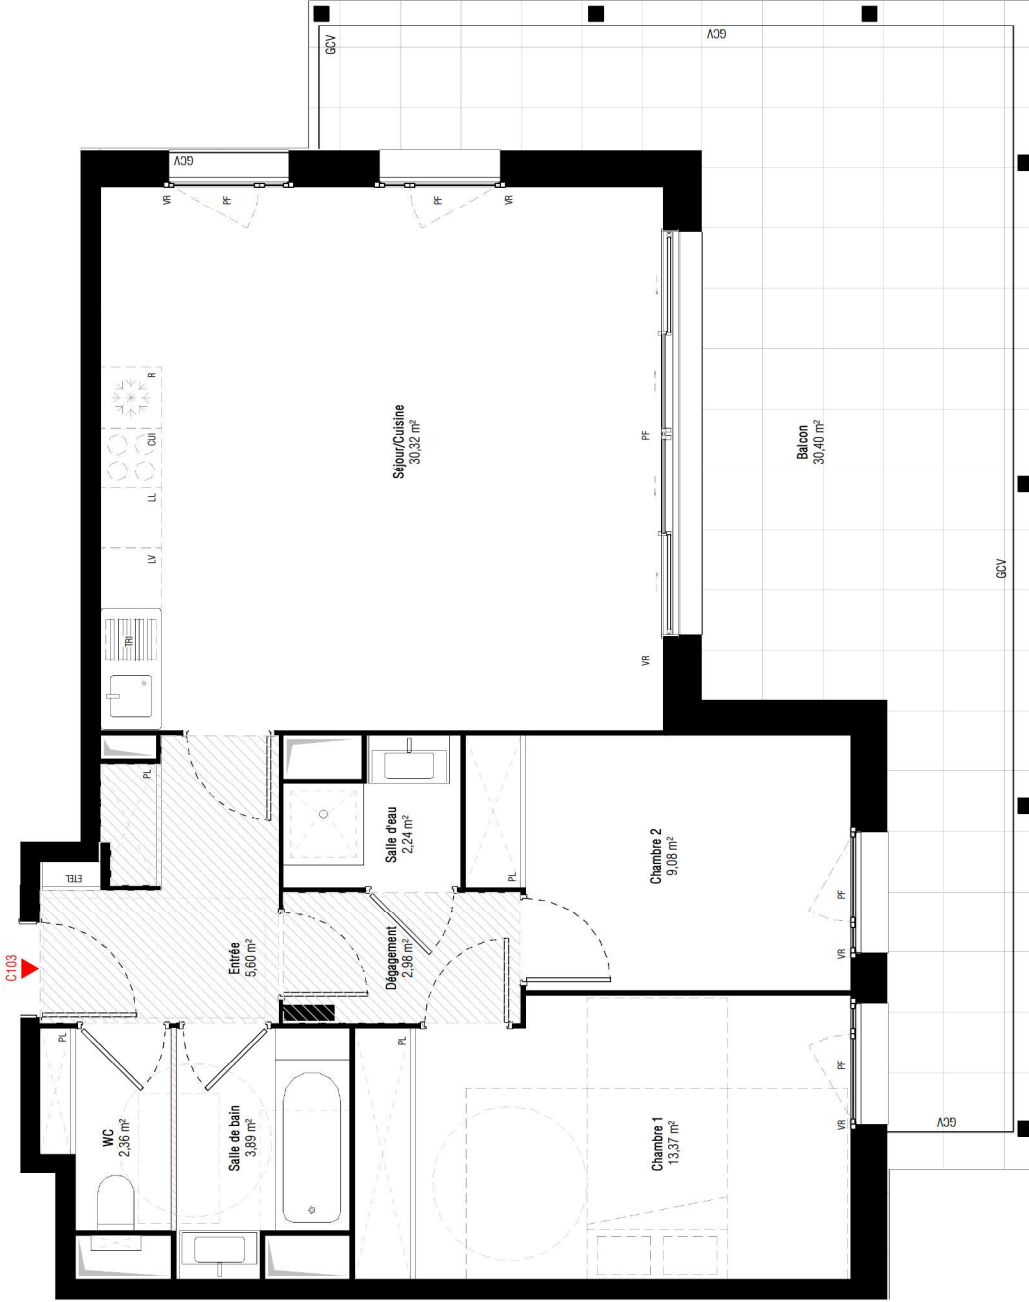 GCV
GCV
GCV
VR
PF
PF
VR
R
CUI
LL
LV
TRI
Séjour/Cuisine
30,32 m²
PF
VR
Balcon
30,40 m²
GCV
PL
ETEL
Salle d'eau
2,24 m²
PL
Chambre 2
9,08 m²
PF
VR
C103
Entrée
5,60 m²
Dégagement
2,98 m²
PL
WC
2,36 m²
Salle de bain
3,89 m²
PL
Chambre 1
13,37 m²
PF
VR
GCV